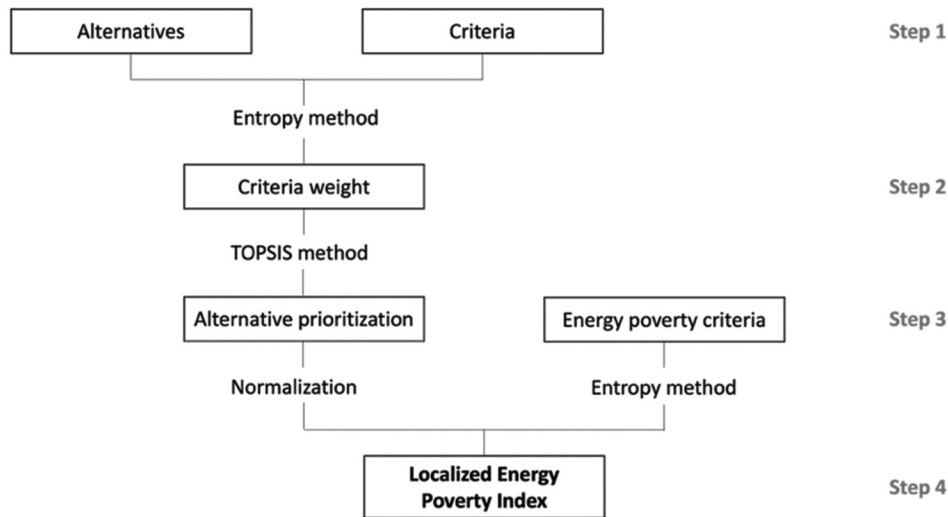 Alternatives
Criteria
Step 1
Entropy method
Criteria weight
Step 2
TOPSIS method
Alternative prioritization
Energy poverty criteria
Step 3
Normalization
Entropy method
Localized Energy
Poverty Index
Step 4